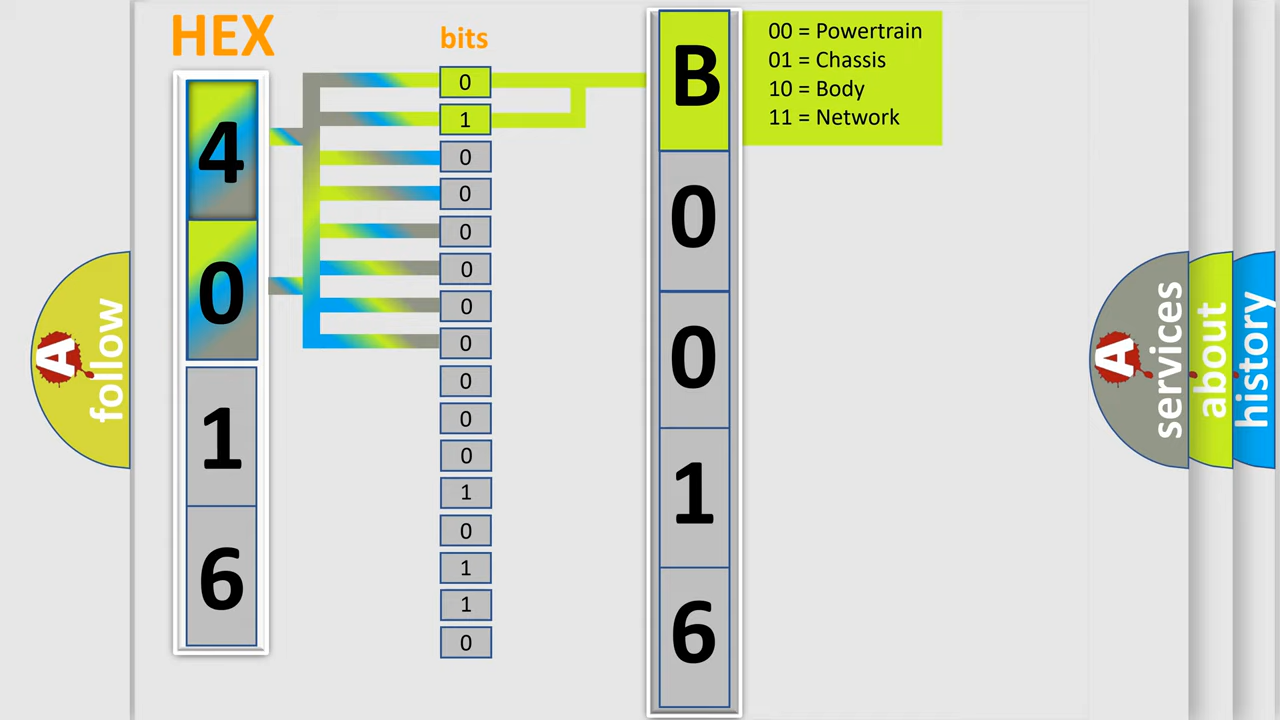 HEX
bits
4
0
1
6
0
1
0
0
0
0
0
0
0
0
0
1
0
1
1
0
B
0
0
1
6
00 = Powertrain
01 = Chassis
10 = Body
11 = Network
A
follow
A
services
about
history